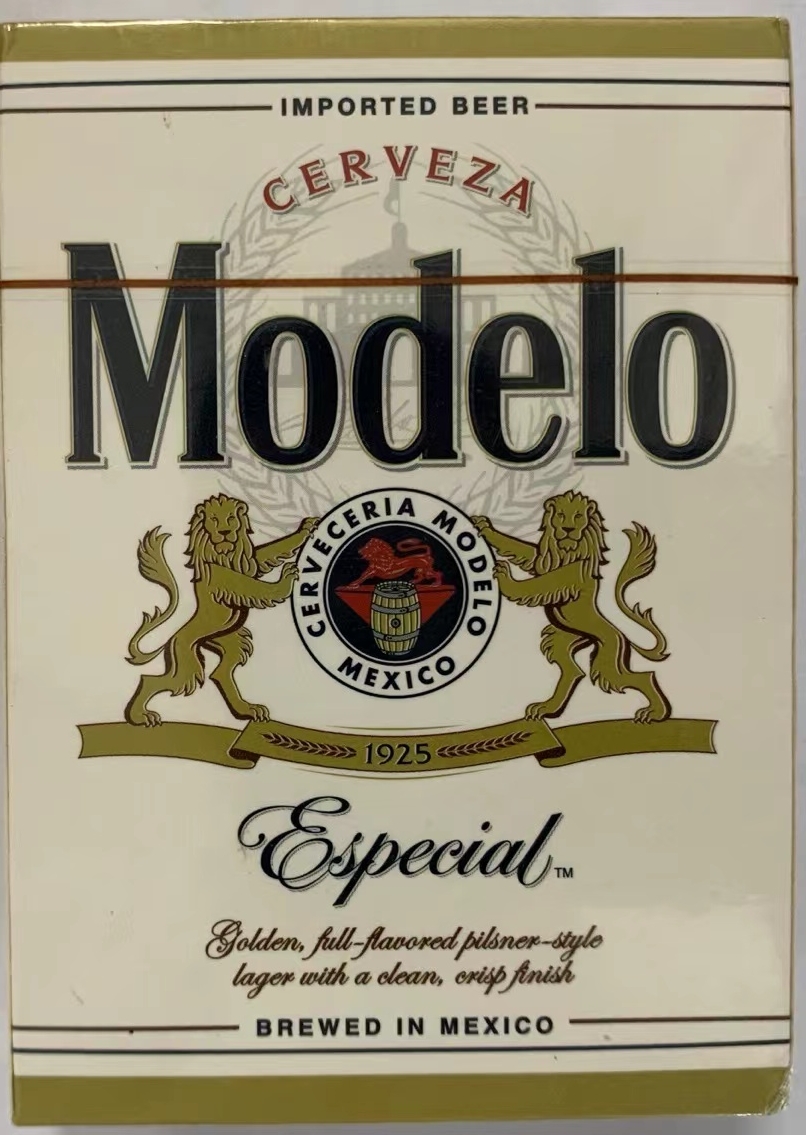 IMPORTED BEER
CERVEZA
Modelo
CERVECERIA MODELO
MEXICO
1925
Especial™
Golden, full-flavored pilsner-style
lager with a clean, crisp finish
BREWED IN MEXICO